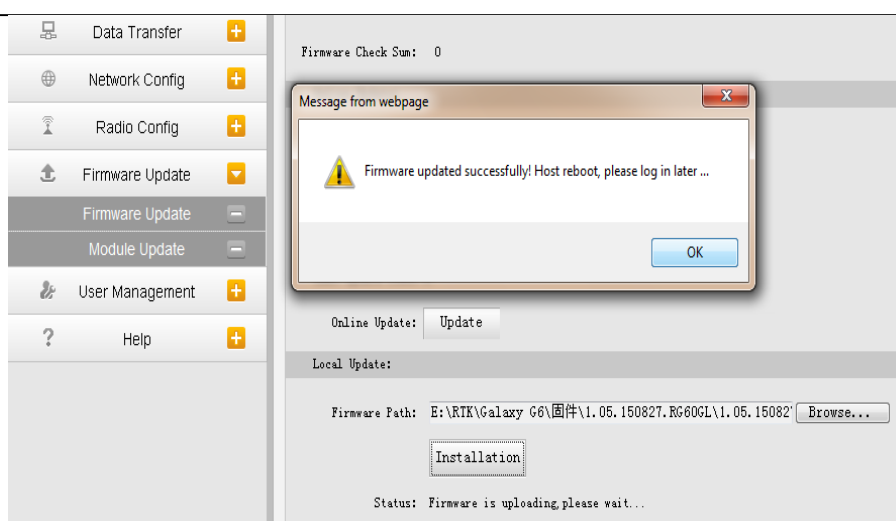 Data Transfer
Network Config
Radio Config
Firmware Update
Firmware Update
Module Update
User Management
? Help
Firmware Check Sum: 0
Message from webpage
Firmware updated successfully! Host reboot, please log in later ...
OK
Online Update: Update
Local Update:
Firmware Path: E:\RTK\Galaxy G6\固件\1.05.150827.RG60GL\1.05.15082 Browse...
Installation
Status: Firmware is uploading,please wait...